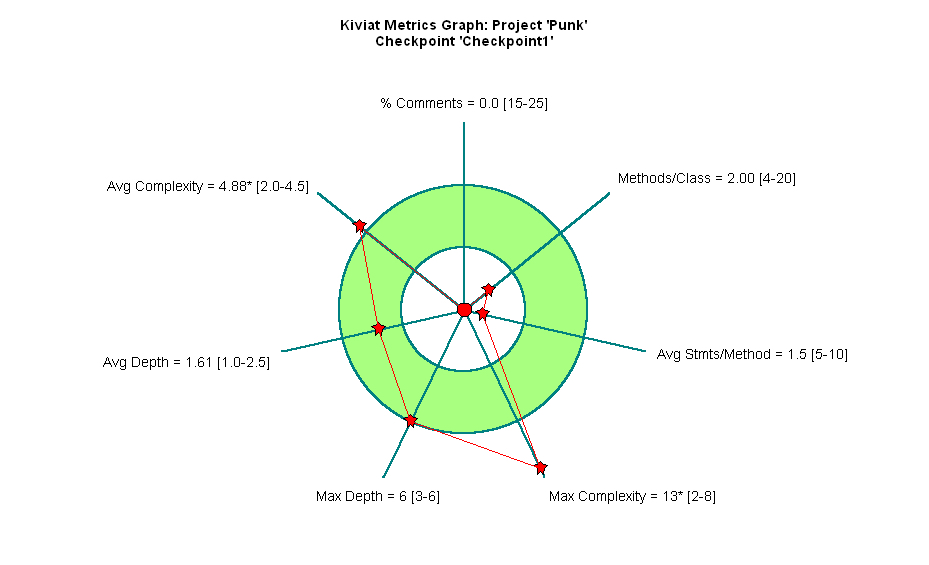 Kiviat Metrics Graph: Project 'Punk'
Checkpoint 'Checkpoint1'
% Comments = 0.0 [15-25]
Methods/Class = 2.00 [4-20]
Avg Complexity = 4.88* [2.0-4.5]
Avg Stmts/Method = 1.5 [5-10]
Avg Depth = 1.61 [1.0-2.5]
Max Depth = 6 [3-6]
Max Complexity = 13* [2-8]